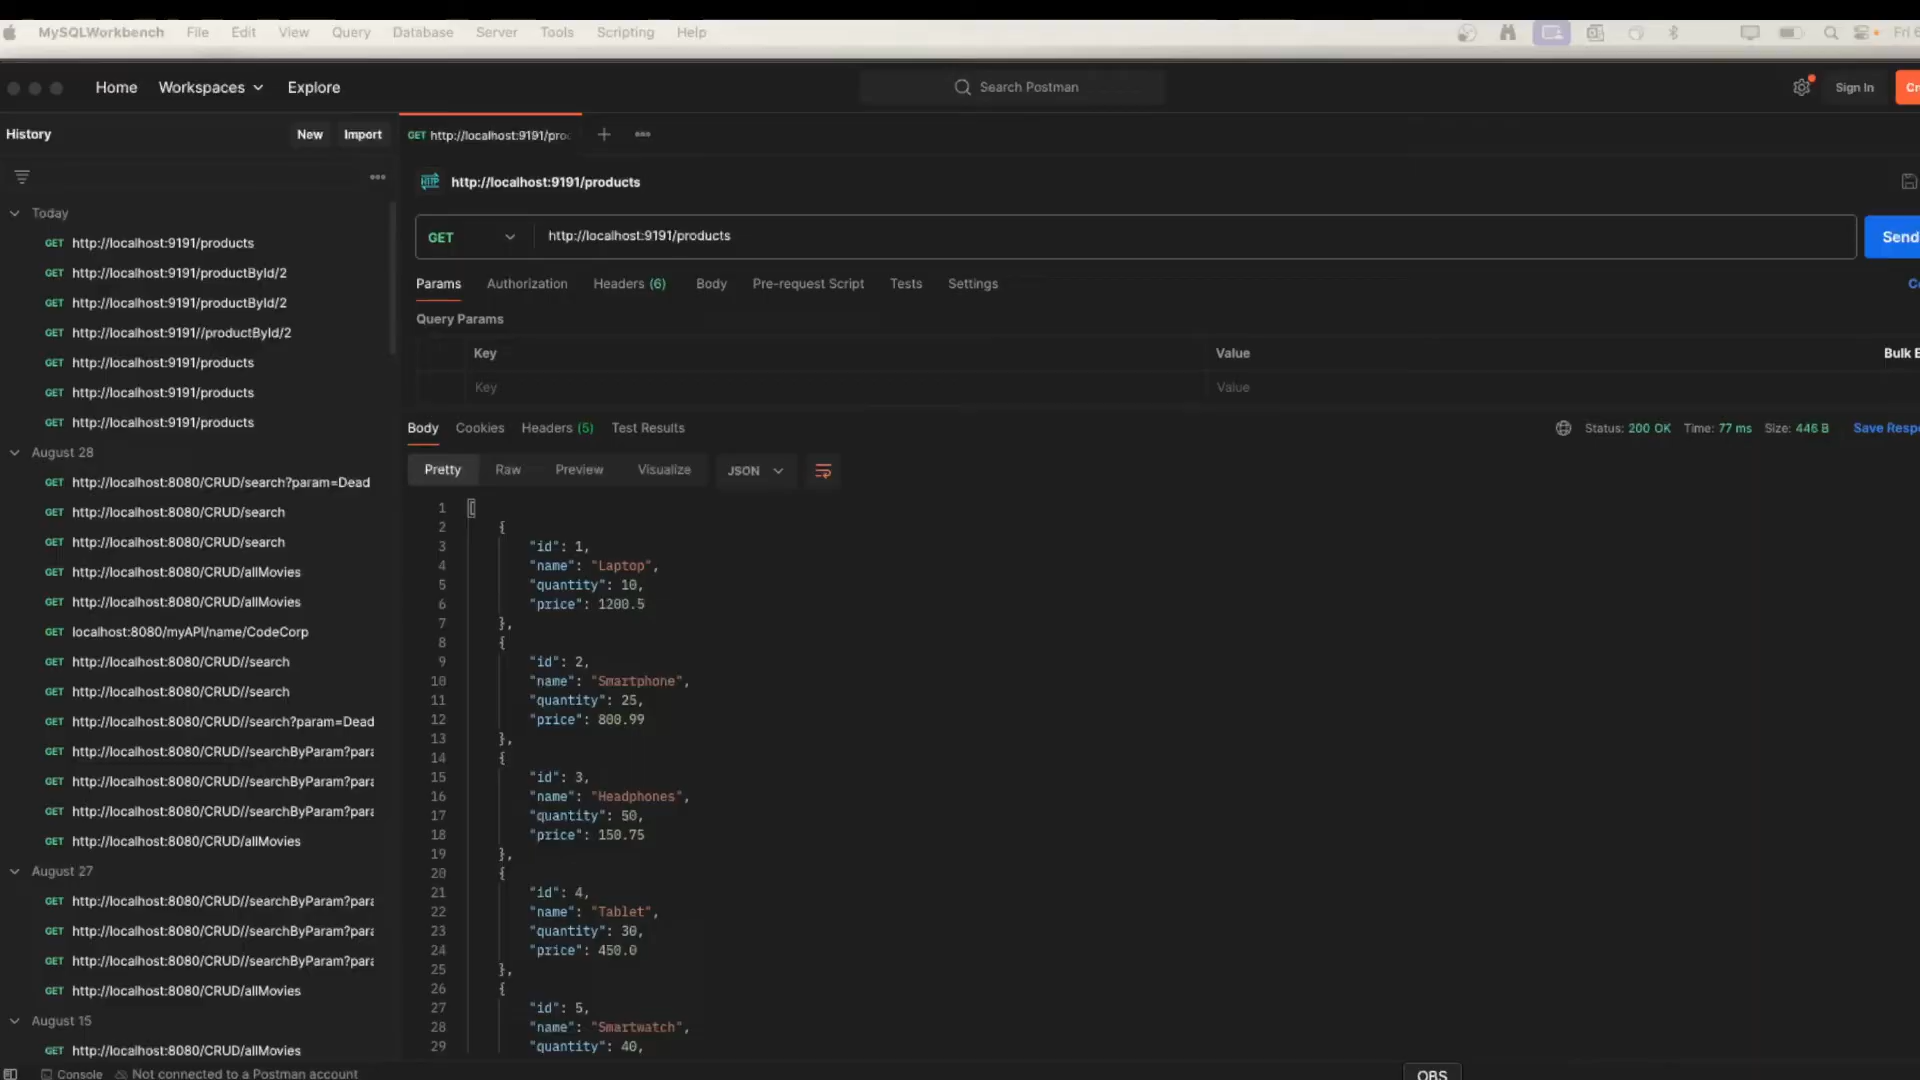 MySQLWorkbench File Edit View Query Database Server Tools Scripting Help Fri 6
Home Workspaces Explore Search Postman Sign In Cr
History New Import GET http://localhost:9191/pro
http://localhost:9191/products
Today
GET http://localhost:9191/products
GET http://localhost:9191/productById/2
GET http://localhost:9191/productById/2
GET http://localhost:9191//productById/2
GET http://localhost:9191/products
GET http://localhost:9191/products
GET http://localhost:9191/products
August 28
GET http://localhost:8080/CRUD/search?param=Dead
GET http://localhost:8080/CRUD/search
GET http://localhost:8080/CRUD/search
GET http://localhost:8080/CRUD/allMovies
GET http://localhost:8080/CRUD/allMovies
GET localhost:8080/myAPI/name/CodeCorp
GET http://localhost:8080/CRUD//search
GET http://localhost:8080/CRUD//search
GET http://localhost:8080/CRUD//search?param=Dead
GET http://localhost:8080/CRUD//searchByParam?para
GET http://localhost:8080/CRUD//searchByParam?para
GET http://localhost:8080/CRUD//searchByParam?para
GET http://localhost:8080/CRUD/allMovies
August 27
GET http://localhost:8080/CRUD//searchByParam?para
GET http://localhost:8080/CRUD//searchByParam?para
GET http://localhost:8080/CRUD//searchByParam?para
GET http://localhost:8080/CRUD/allMovies
August 15
GET http://localhost:8080/CRUD/allMovies
GET http://localhost:9191/products Send
Params Authorization Headers (6) Body Pre-request Script Tests Settings Co
Query Params
Key Value Bulk E
Key Value
Body Cookies Headers (5) Test Results Status: 200 OK Time: 77 ms Size: 446 B Save Respo
Pretty Raw Preview Visualize JSON
1 [
2 {
3 "id": 1,
4 "name": "Laptop",
5 "quantity": 10,
6 "price": 1200.5
7 },
8 {
9 "id": 2,
10 "name": "Smartphone",
11 "quantity": 25,
12 "price": 800.99
13 },
14 {
15 "id": 3,
16 "name": "Headphones",
17 "quantity": 50,
18 "price": 150.75
19 },
20 {
21 "id": 4,
22 "name": "Tablet",
23 "quantity": 30,
24 "price": 450.0
25 },
26 {
27 "id": 5,
28 "name": "Smartwatch",
29 "quantity": 40,
Console Not connected to a Postman account OBS